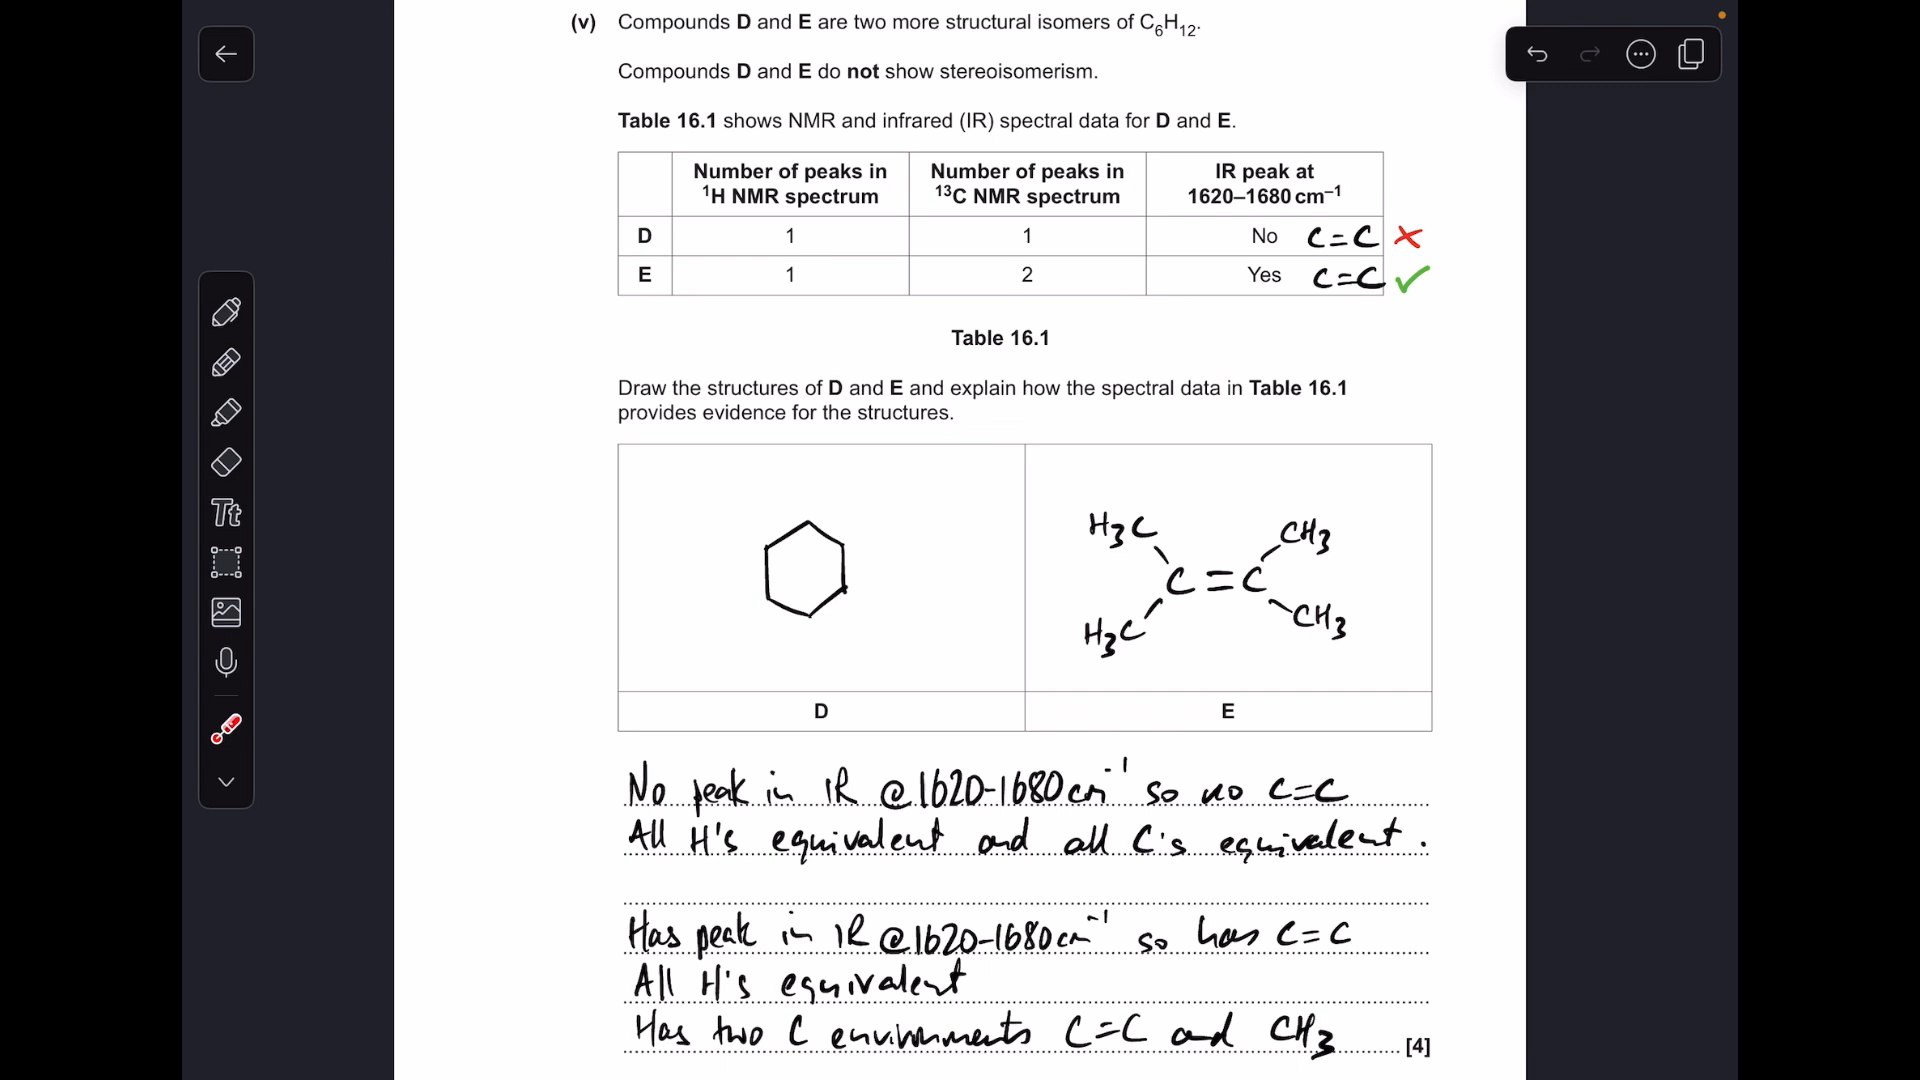 (v) Compounds D and E are two more structural isomers of C6H12.
Compounds D and E do not show stereoisomerism.
Table 16.1 shows NMR and infrared (IR) spectral data for D and E.
Number of peaks in 1H NMR spectrum | Number of peaks in 13C NMR spectrum | IR peak at 1620–1680 cm–1
D 1 1 No C=C ✗
E 1 2 Yes C=C ✓
Table 16.1
Draw the structures of D and E and explain how the spectral data in Table 16.1
provides evidence for the structures.
H3C CH3
C=C
H3C CH3
D E
No peak in IR @ 1620-1680cm-1 so no C=C
All H's equivalent and all C's equivalent.
Has peak in IR @ 1620-1680cm-1 so has C=C
All H's equivalent
Has two C environments C=C and CH3 [4]
Tt